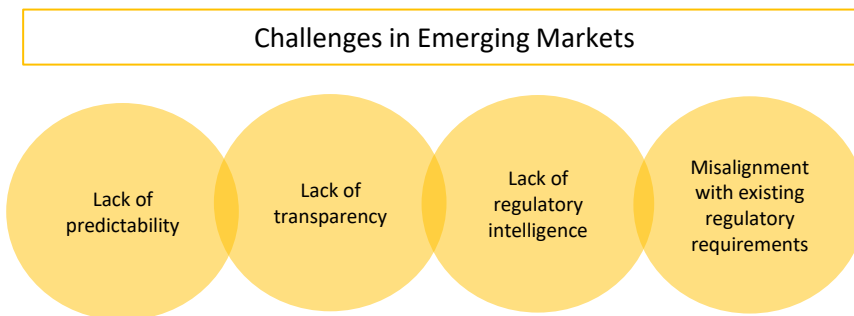 Challenges in Emerging Markets
Lack of
predictability
Lack of
transparency
Lack of
regulatory
intelligence
Misalignment
with existing
regulatory
requirements